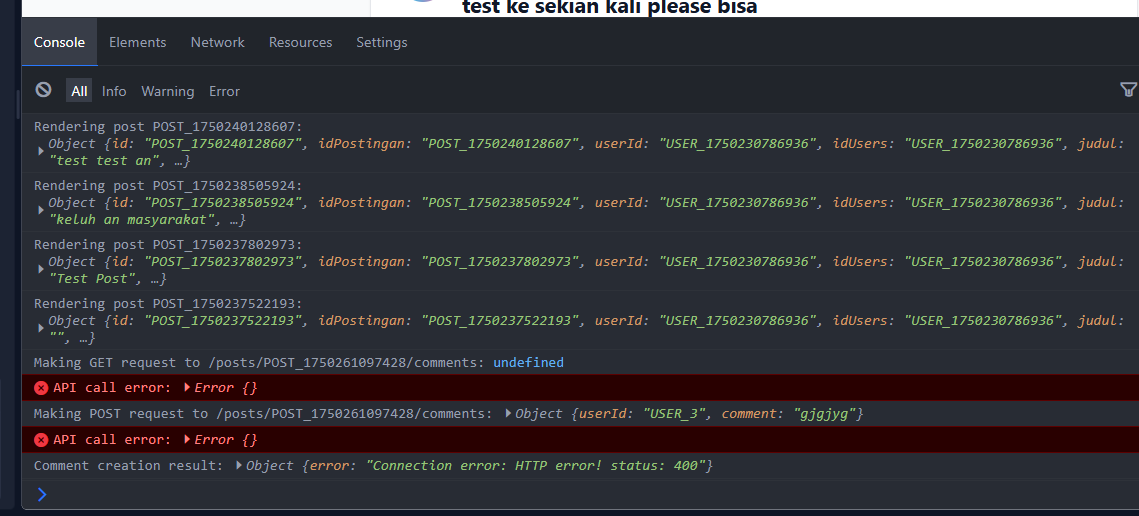 test ke sekian kali please bisa
Console Elements Network Resources Settings
All Info Warning Error
Rendering post POST_1750240128607:
Object {id: "POST_1750240128607", idPostingan: "POST_1750240128607", userId: "USER_1750230786936", idUsers: "USER_1750230786936", judul:
"test test an", …}
Rendering post POST_1750238505924:
Object {id: "POST_1750238505924", idPostingan: "POST_1750238505924", userId: "USER_1750230786936", idUsers: "USER_1750230786936", judul:
"keluh an masyarakat", …}
Rendering post POST_1750237802973:
Object {id: "POST_1750237802973", idPostingan: "POST_1750237802973", userId: "USER_1750230786936", idUsers: "USER_1750230786936", judul:
"Test Post", …}
Rendering post POST_1750237522193:
Object {id: "POST_1750237522193", idPostingan: "POST_1750237522193", userId: "USER_1750230786936", idUsers: "USER_1750230786936", judul:
"", …}
Making GET request to /posts/POST_1750261097428/comments: undefined
API call error: Error {}
Making POST request to /posts/POST_1750261097428/comments: Object {userId: "USER_3", comment: "gjgjyg"}
API call error: Error {}
Comment creation result: Object {error: "Connection error: HTTP error! status: 400"}